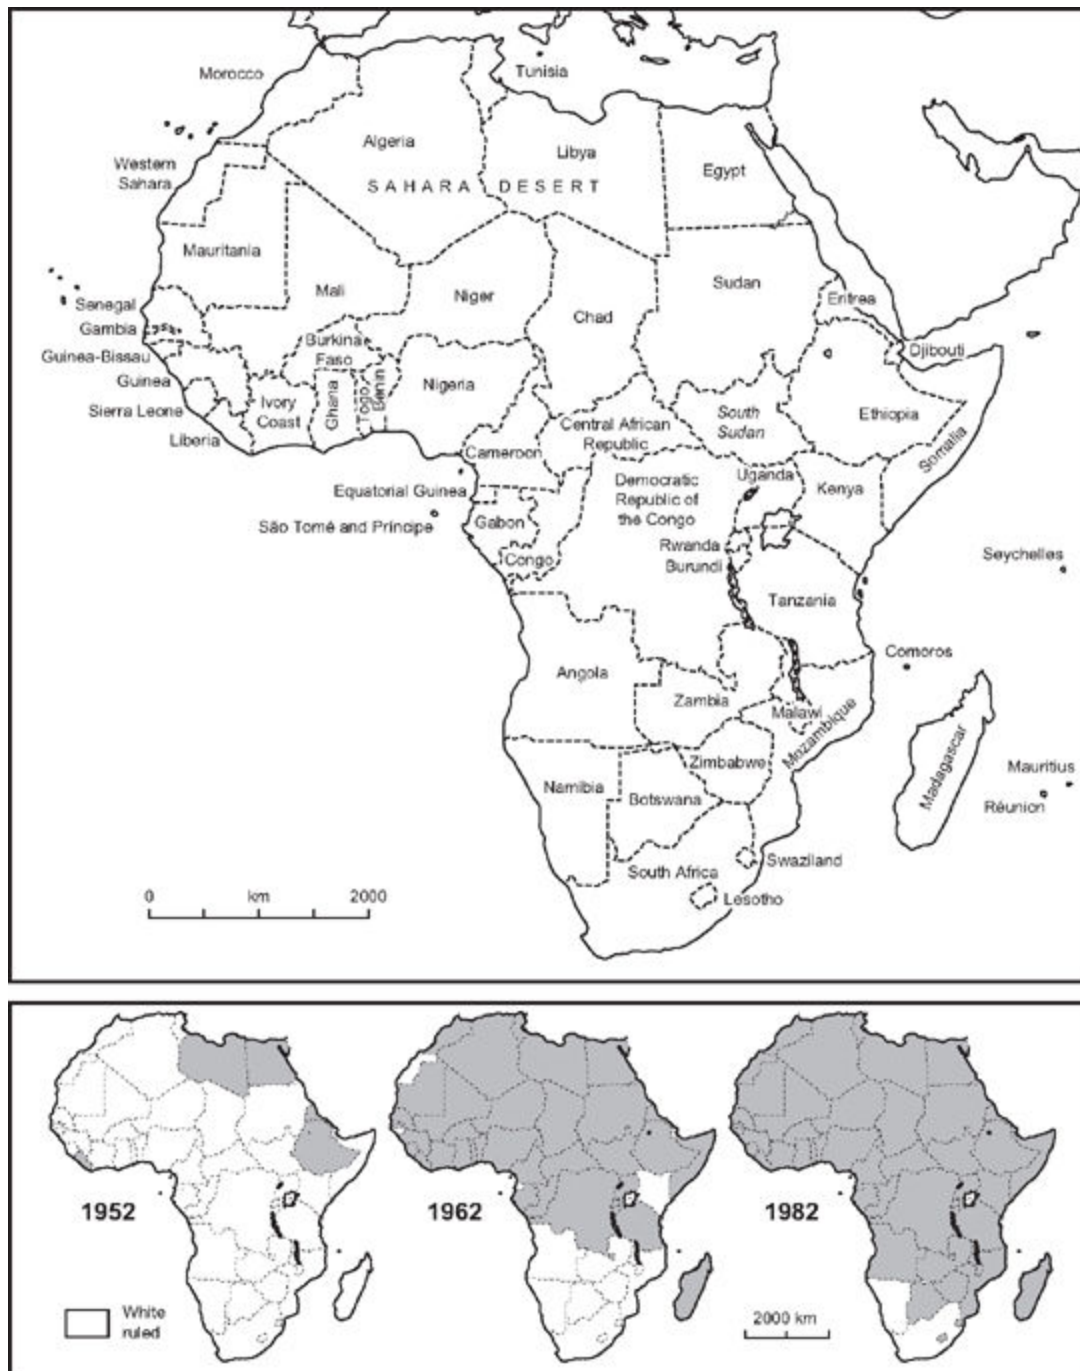 Morocco
Tunisia
Algeria
Libya
Egypt
Western
Sahara
SAHARA DESERT
Mauritania
Mali
Niger
Chad
Sudan
Eritrea
Senegal
Gambia
Guinea-Bissau
Guinea
Sierra Leone
Liberia
Burkina
Faso
Ivory
Coast
Ghana
Togo
Benin
Nigeria
Djibouti
Ethiopia
Somalia
South
Sudan
Central African
Republic
Cameroon
Equatorial Guinea
São Tomé and Príncipe
Gabon
Congo
Democratic
Republic of
the Congo
Uganda
Kenya
Rwanda
Burundi
Tanzania
Seychelles
Comoros
Angola
Zambia
Malawi
Mozambique
Zimbabwe
Namibia
Botswana
Madagascar
Mauritius
Réunion
South Africa
Swaziland
Lesotho
0 km 2000
1952
1962
1982
White
ruled
2000 km